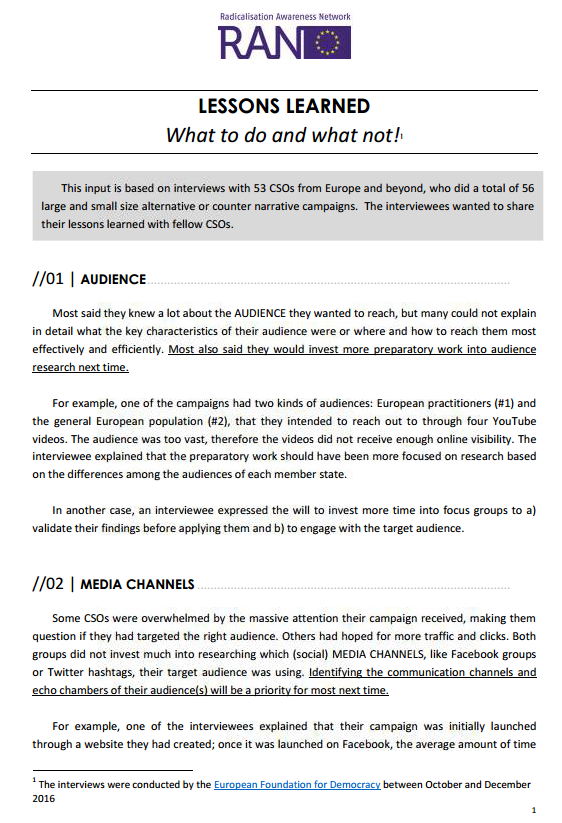 Radicalisation Awareness Network
RAN
LESSONS LEARNED
What to do and what not!1
This input is based on interviews with 53 CSOs from Europe and beyond, who did a total of 56
large and small size alternative or counter narrative campaigns. The interviewees wanted to share
their lessons learned with fellow CSOs.
//01 | AUDIENCE
Most said they knew a lot about the AUDIENCE they wanted to reach, but many could not explain
in detail what the key characteristics of their audience were or where and how to reach them most
effectively and efficiently. Most also said they would invest more preparatory work into audience
research next time.
For example, one of the campaigns had two kinds of audiences: European practitioners (#1) and
the general European population (#2), that they intended to reach out to through four YouTube
videos. The audience was too vast, therefore the videos did not receive enough online visibility. The
interviewee explained that the preparatory work should have been more focused on research based
on the differences among the audiences of each member state.
In another case, an interviewee expressed the will to invest more time into focus groups to a)
validate their findings before applying them and b) to engage with the target audience.
//02 | MEDIA CHANNELS
Some CSOs were overwhelmed by the massive attention their campaign received, making them
question if they had targeted the right audience. Others had hoped for more traffic and clicks. Both
groups did not invest much into researching which (social) MEDIA CHANNELS, like Facebook groups
or Twitter hashtags, their target audience was using. Identifying the communication channels and
echo chambers of their audience(s) will be a priority for most next time.
For example, one of the interviewees explained that their campaign was initially launched
through a website they had created; once it was launched on Facebook, the average amount of time
1 The interviews were conducted by the European Foundation for Democracy between October and December
2016
1